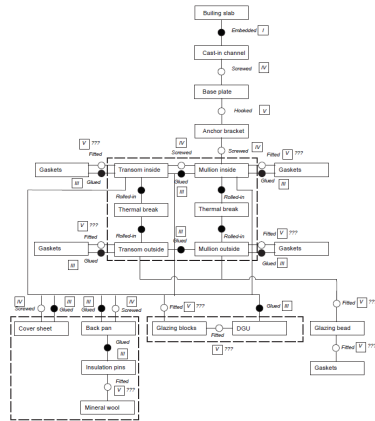 Builing slab
Embedded I
Cast-in channel
Screwed IV
Base plate
Hooked V
Anchor bracket
IV Screwed IV
V ??? Screwed Fitted V ???
Fitted
Gaskets Transom inside Mullion inside Gaskets
III Glued Glued Glued III
III
Rolled-in Rolled-in
Thermal break Thermal break
V ??? Rolled-in Rolled-in Fitted V ???
Fitted III
Gaskets Transom outside Mullion outside Gaskets
Glued Glued Glued
III III
IV III III IV
Screwed Glued Glued Screwed Fitted V ??? Glued III Fitted V ???
Cover sheet Back pan Glazing blocks DGU Glazing bead
Fitted
Glued V ??? Fitted V ???
III
Insulation pins Gaskets
Fitted
V ???
Mineral wool